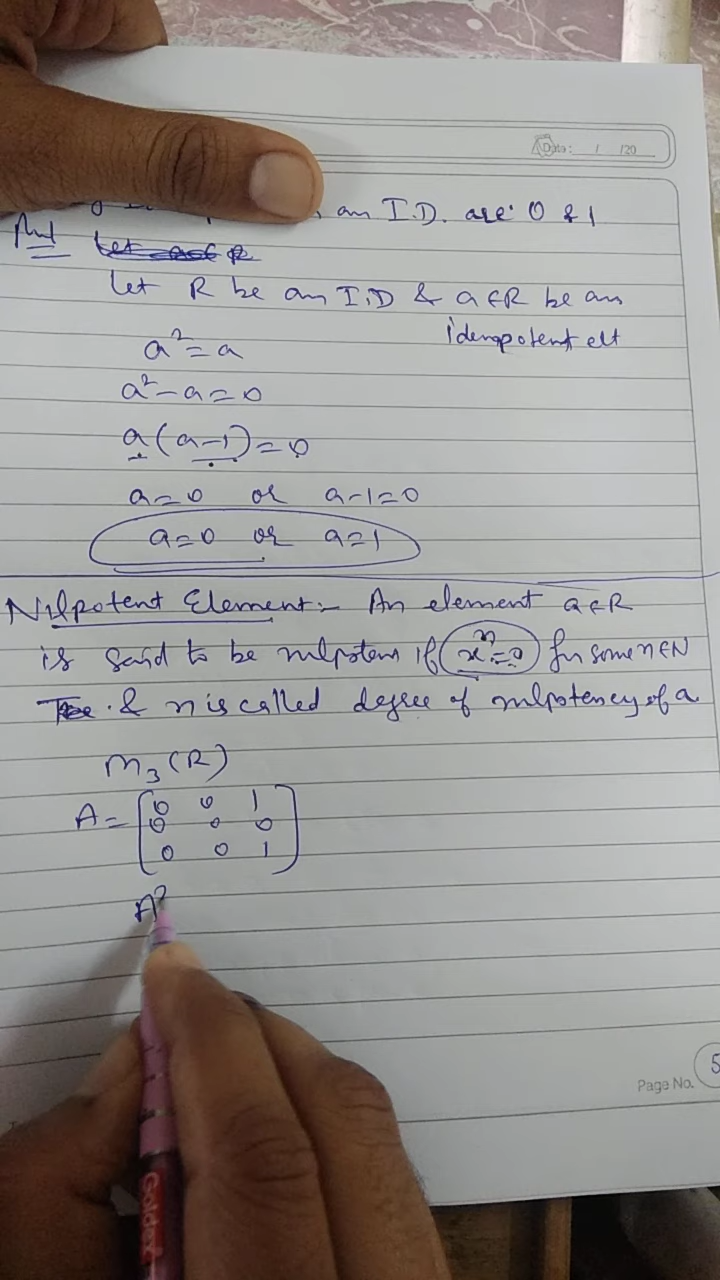 Date: / /20
an I.D. are 0 & 1
Let R be an I.D & a ∈ R be an
idempotent elt
a² = a
a² - a = 0
a(a-1) = 0
a = 0 or a-1 = 0
a = 0 or a = 1
Nilpotent Element:- An element a ∈ R
is said to be nilpotent if xⁿ = 0 for some n ∈ N
& n is called degree of nilpotency of a
M₃(R)
A = [0 0 1
0 0 0
0 0 1]
A²
Page No. 5
Goldex